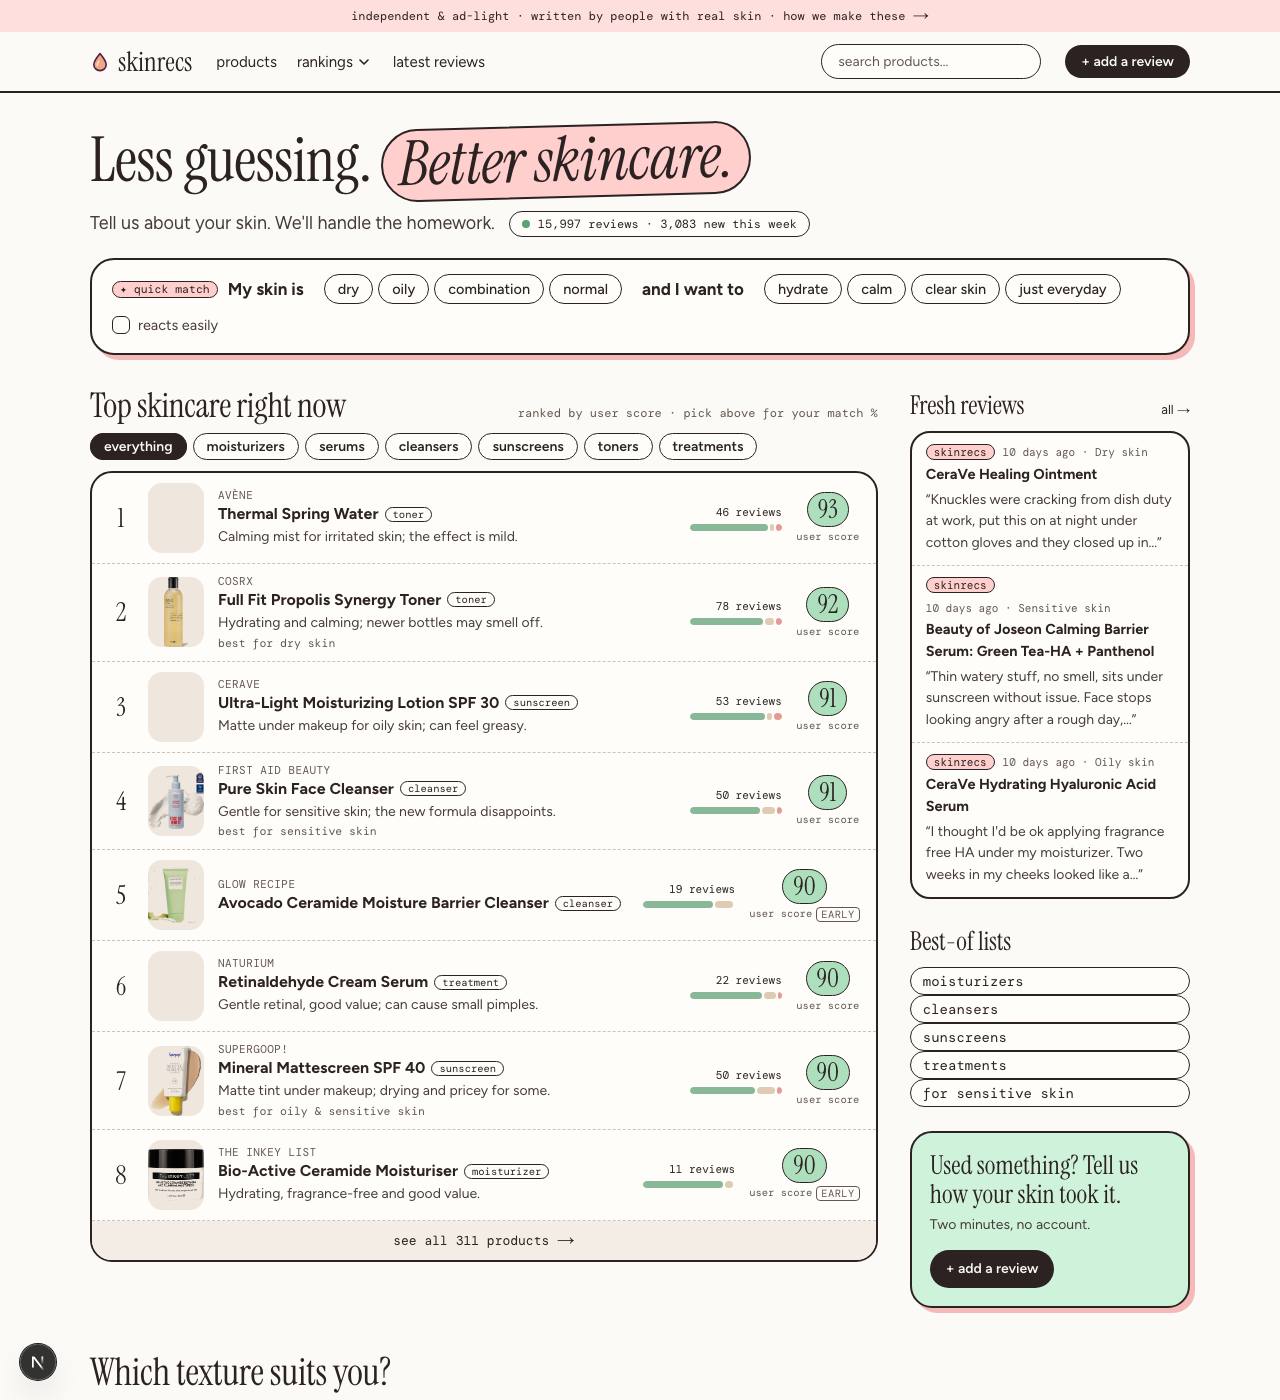 independent & ad-light · written by people with real skin · how we make these →
skinrecs
products
rankings
latest reviews
search products...
+ add a review
Less guessing. Better skincare.
Tell us about your skin. We'll handle the homework.
15,997 reviews · 3,083 new this week
✦ quick match
My skin is
dry
oily
combination
normal
and I want to
hydrate
calm
clear skin
just everyday
reacts easily
Top skincare right now
ranked by user score · pick above for your match %
everything
moisturizers
serums
cleansers
sunscreens
toners
treatments
1
AVÈNE
Thermal Spring Water toner
Calming mist for irritated skin; the effect is mild.
46 reviews
93
user score
2
COSRX
Full Fit Propolis Synergy Toner toner
Hydrating and calming; newer bottles may smell off.
best for dry skin
78 reviews
92
user score
3
CERAVE
Ultra-Light Moisturizing Lotion SPF 30 sunscreen
Matte under makeup for oily skin; can feel greasy.
53 reviews
91
user score
4
FIRST AID BEAUTY
Pure Skin Face Cleanser cleanser
Gentle for sensitive skin; the new formula disappoints.
best for sensitive skin
50 reviews
91
user score
5
GLOW RECIPE
Avocado Ceramide Moisture Barrier Cleanser cleanser
19 reviews
90
user score EARLY
6
NATURIUM
Retinaldehyde Cream Serum treatment
Gentle retinal, good value; can cause small pimples.
22 reviews
90
user score
7
SUPERGOOP!
Mineral Mattescreen SPF 40 sunscreen
Matte tint under makeup; drying and pricey for some.
best for oily & sensitive skin
50 reviews
90
user score
8
THE INKEY LIST
Bio-Active Ceramide Moisturiser moisturizer
Hydrating, fragrance-free and good value.
11 reviews
90
user score EARLY
see all 311 products →
Fresh reviews
all →
skinrecs 10 days ago · Dry skin
CeraVe Healing Ointment
“Knuckles were cracking from dish duty
at work, put this on at night under
cotton gloves and they closed up in…”
skinrecs
10 days ago · Sensitive skin
Beauty of Joseon Calming Barrier
Serum: Green Tea-HA + Panthenol
“Thin watery stuff, no smell, sits under
sunscreen without issue. Face stops
looking angry after a rough day,…”
skinrecs 10 days ago · Oily skin
CeraVe Hydrating Hyaluronic Acid
Serum
“I thought I'd be ok applying fragrance
free HA under my moisturizer. Two
weeks in my cheeks looked like a…”
Best-of lists
moisturizers
cleansers
sunscreens
treatments
for sensitive skin
Used something? Tell us
how your skin took it.
Two minutes, no account.
+ add a review
N
Which texture suits you?